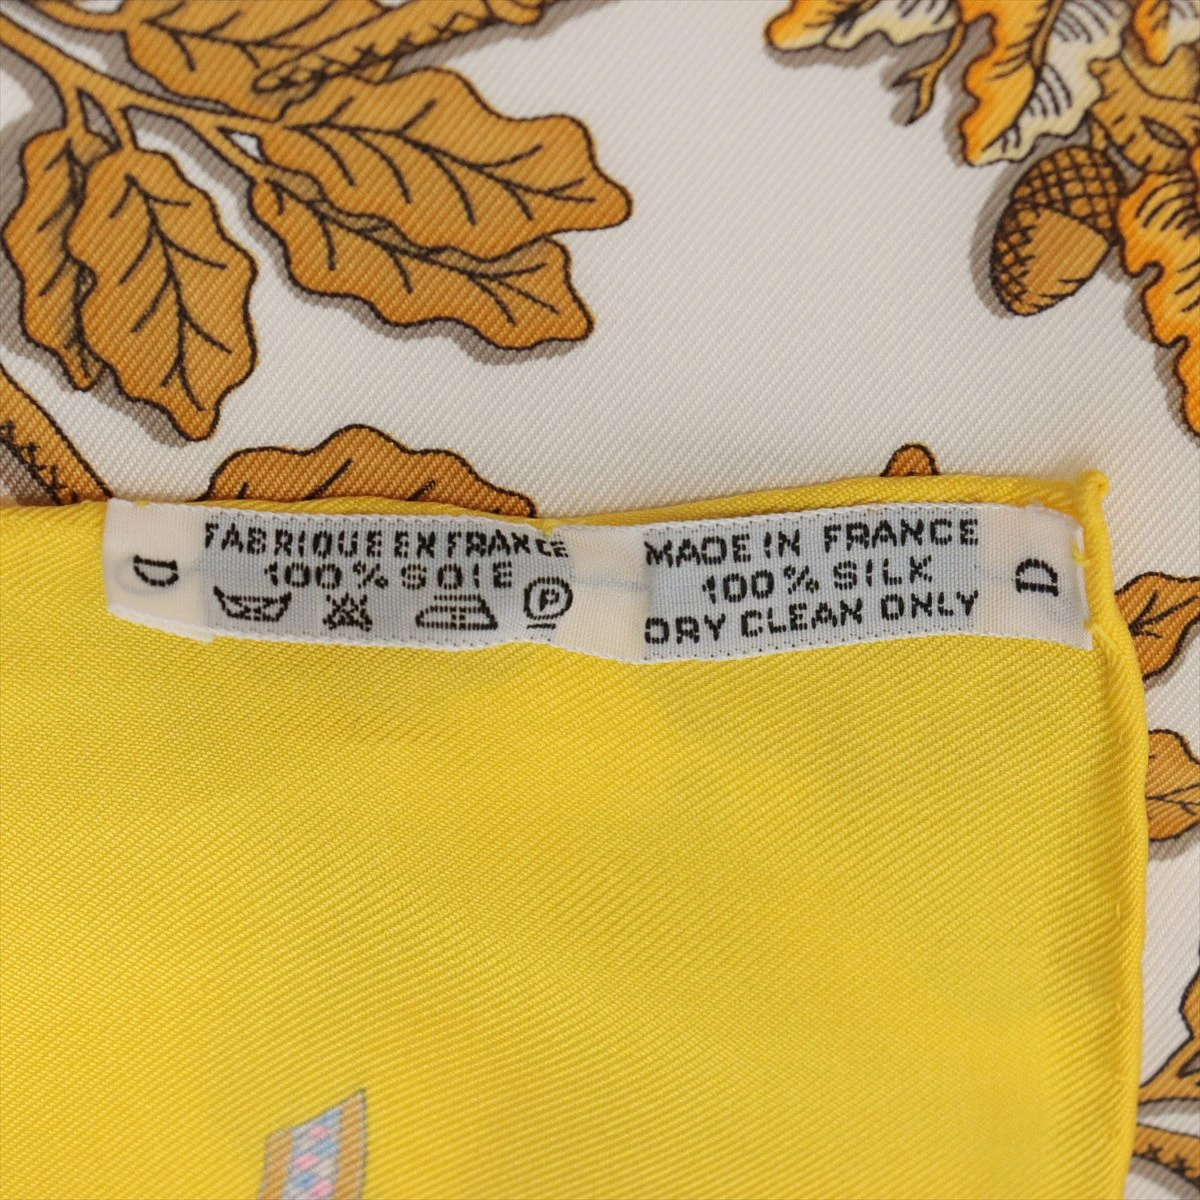 D
FABRIQUE EN FRANCE
100% SOIE
P
MADE IN FRANCE
100% SILK
DRY CLEAN ONLY
D